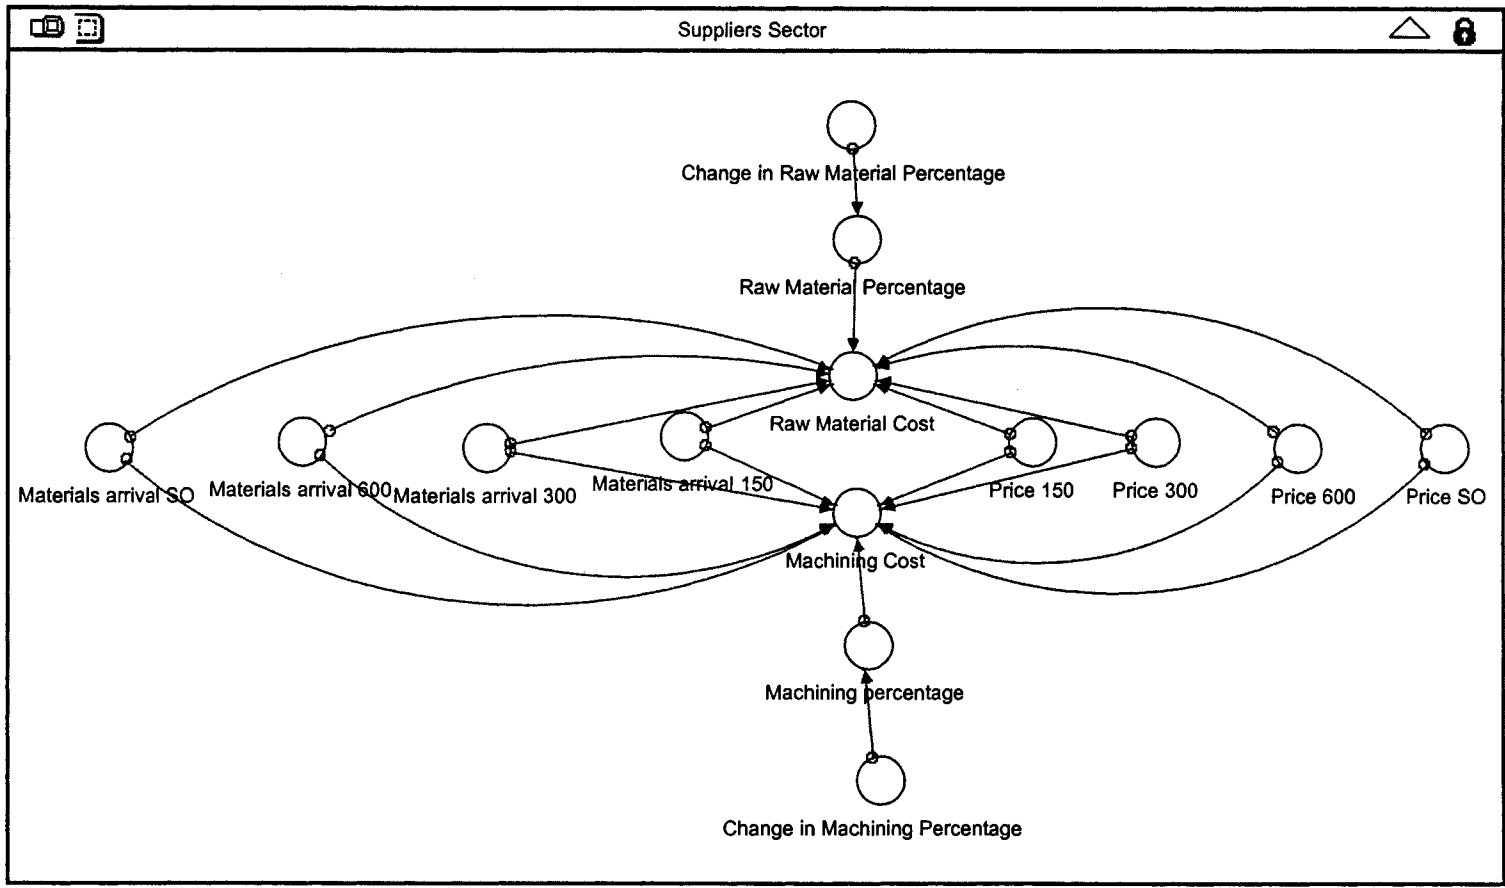 Suppliers Sector
Change in Raw Material Percentage
Raw Material Percentage
Raw Material Cost
Materials arrival SO
Materials arrival 600
Materials arrival 300
Materials arrival 150
Price 150
Price 300
Price 600
Price SO
Machining Cost
Machining percentage
Change in Machining Percentage